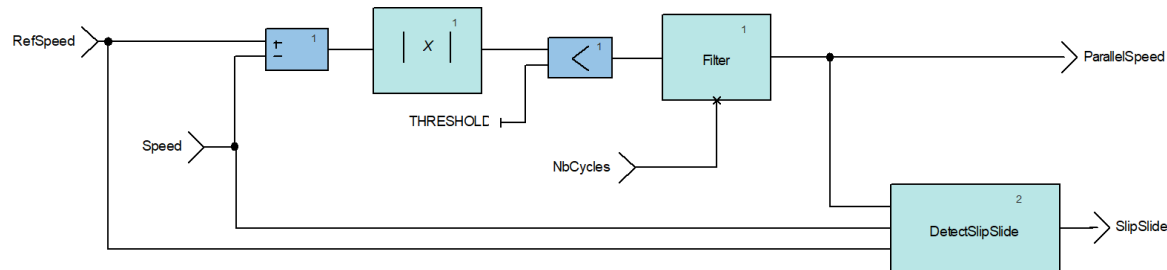 RefSpeed
1
+
−
1
| X |
1
<
1
Filter
ParallelSpeed
THRESHOLD
Speed
NbCycles
2
DetectSlipSlide
SlipSlide